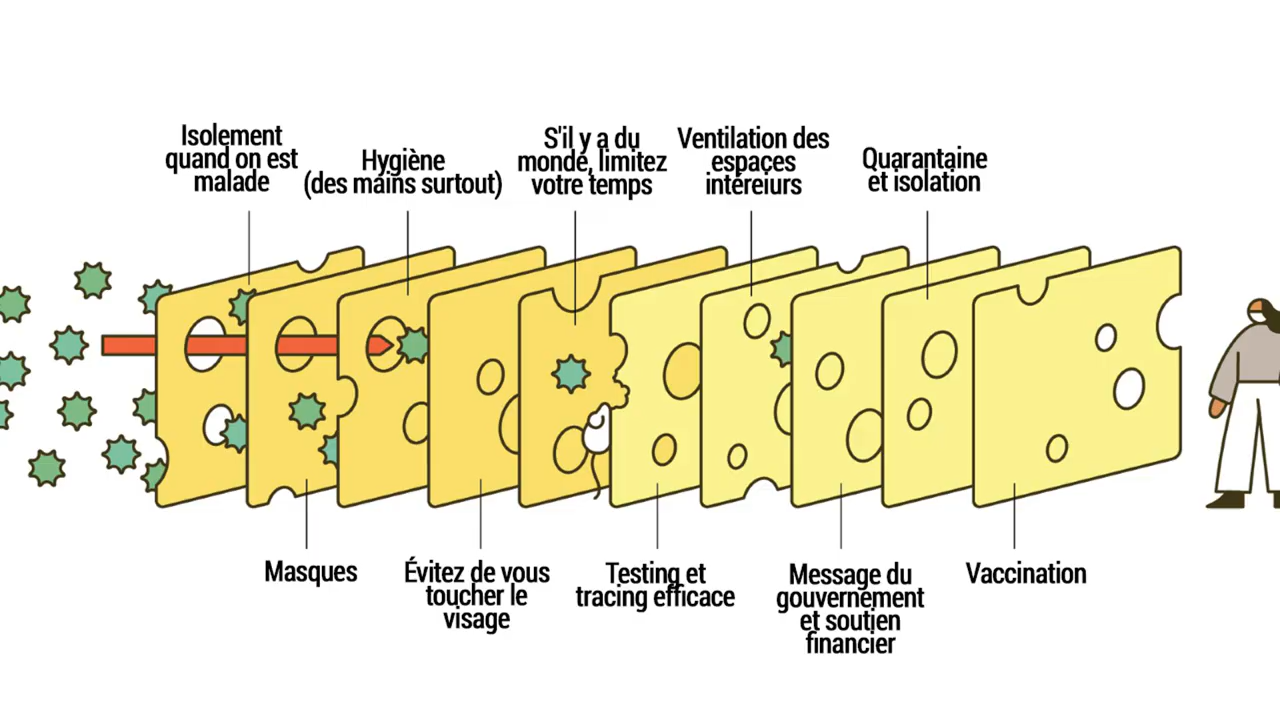 Isolement
quand on est
malade
Hygiène
(des mains surtout)
S'il y a du
monde, limitez
votre temps
Ventilation des
espaces
intéreiurs
Quarantaine
et isolation
Masques
Évitez de vous
toucher le
visage
Testing et
tracing efficace
Message du
gouvernement
et soutien
financier
Vaccination